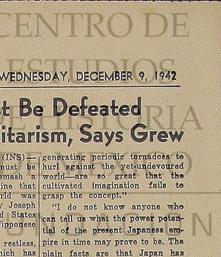 CENTRO DE
ESTUDIOS
WEDNESDAY, DECEMBER 9, 1942
st Be Defeated
itarism, Says Grew
(INS)—
must be
smash a
ine that
rld was
Joseph
d States
ipponese
restless,
hich has
generating periodic tornadoes to
hurl against the yet-undevoured
world—are so great that the
cultivated imagination fails to
grasp the concept."
"I do not know anyone who
can tell us what the power poten-
tial of the present Japanese em-
pire in time may prove to be. The
plain facts are that Japan has